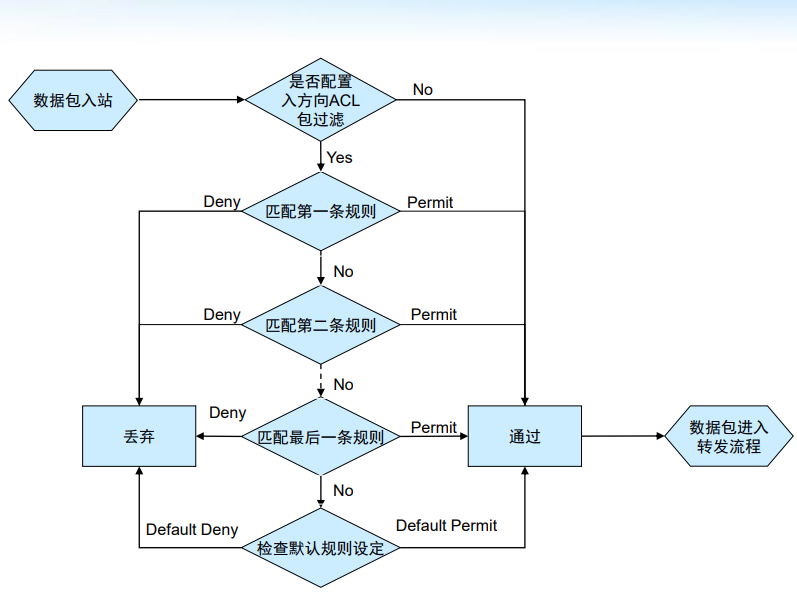 数据包入站
是否配置
入方向ACL
包过滤
No
Yes
Deny
匹配第一条规则
Permit
No
Deny
匹配第二条规则
Permit
No
Deny
匹配最后一条规则
Permit
丢弃
通过
数据包进入
转发流程
No
Default Deny
检查默认规则设定
Default Permit